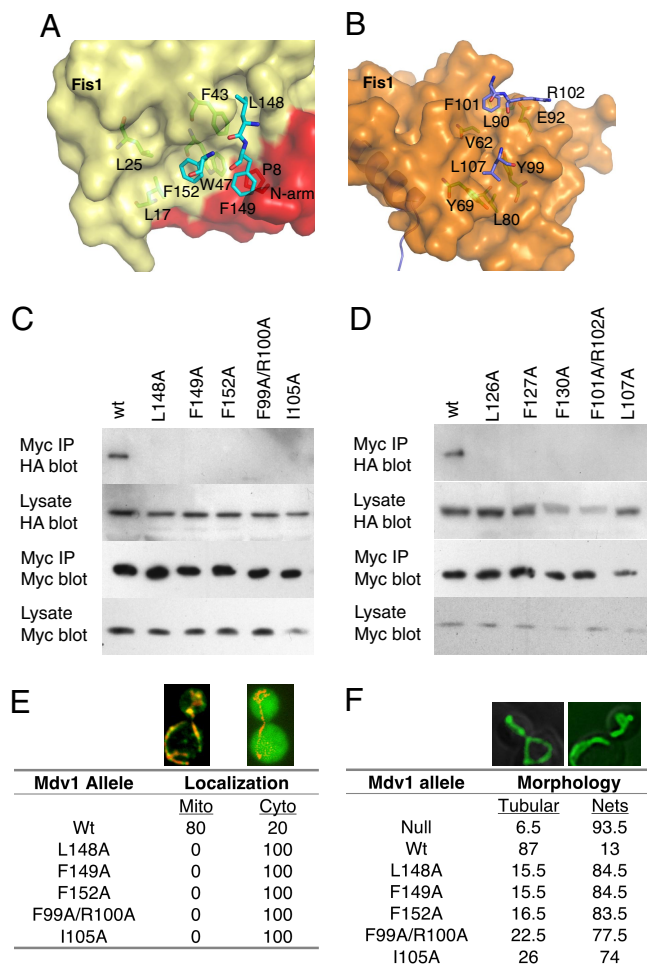 A
Fis1
F43
L148
L25
P8
W47
F152
N-arm
F149
L17
B
Fis1
F101
R102
L90
E92
V62
L107
Y99
Y69
L80
C
wt
L148A
F149A
F152A
F99A/R100A
I105A
Myc IP
HA blot
Lysate
HA blot
Myc IP
Myc blot
Lysate
Myc blot
D
wt
L126A
F127A
F130A
F101A/R102A
L107A
Myc IP
HA blot
Lysate
HA blot
Myc IP
Myc blot
Lysate
Myc blot
E
Mdv1 Allele Localization
Mito Cyto
Wt 80 20
L148A 0 100
F149A 0 100
F152A 0 100
F99A/R100A 0 100
I105A 0 100
F
Mdv1 allele Morphology
Tubular Nets
Null 6.5 93.5
Wt 87 13
L148A 15.5 84.5
F149A 15.5 84.5
F152A 16.5 83.5
F99A/R100A 22.5 77.5
I105A 26 74